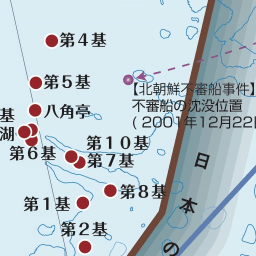 第4基
第5基
【北朝鮮不審船事件】
不審船の沈没位置
( 2001年12月22日
八角亭
基
湖
第6基
第10基
第7基
第8基
第1基
第2基
日本の